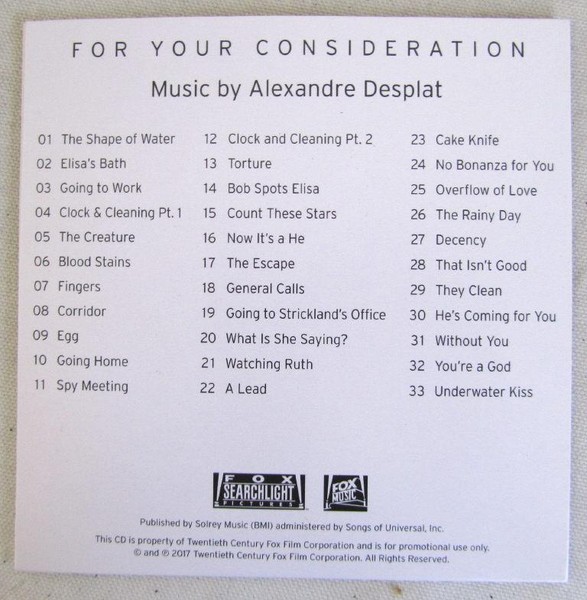 FOR YOUR CONSIDERATION
Music by Alexandre Desplat
01 The Shape of Water
02 Elisa's Bath
03 Going to Work
04 Clock & Cleaning Pt. 1
05 The Creature
06 Blood Stains
07 Fingers
08 Corridor
09 Egg
10 Going Home
11 Spy Meeting
12 Clock and Cleaning Pt. 2
13 Torture
14 Bob Spots Elisa
15 Count These Stars
16 Now It's a He
17 The Escape
18 General Calls
19 Going to Strickland's Office
20 What Is She Saying?
21 Watching Ruth
22 A Lead
23 Cake Knife
24 No Bonanza for You
25 Overflow of Love
26 The Rainy Day
27 Decency
28 That Isn't Good
29 They Clean
30 He's Coming for You
31 Without You
32 You're a God
33 Underwater Kiss
FOX
SEARCHLIGHT
PICTURES
FOX
MUSIC
Published by Solrey Music (BMI) administered by Songs of Universal, Inc.
This CD is property of Twentieth Century Fox Film Corporation and is for promotional use only.
© and ℗ 2017 Twentieth Century Fox Film Corporation. All Rights Reserved.